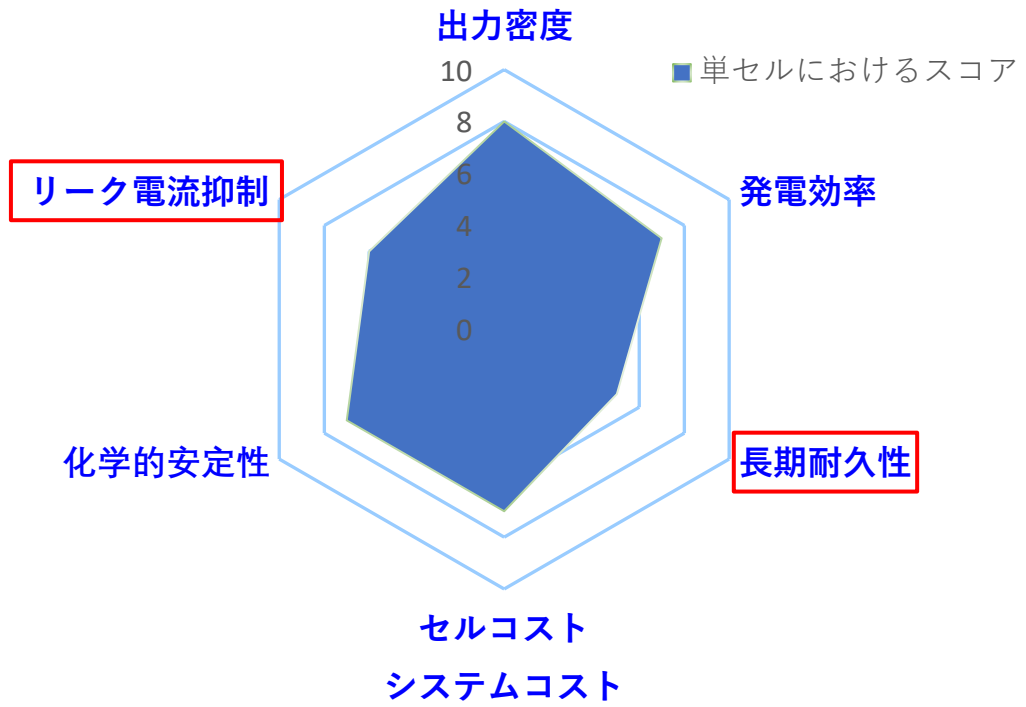 出力密度
10
単セルにおけるスコア
8
6
リーク電流抑制
発電効率
4
2
0
化学的安定性
長期耐久性
セルコスト
システムコスト